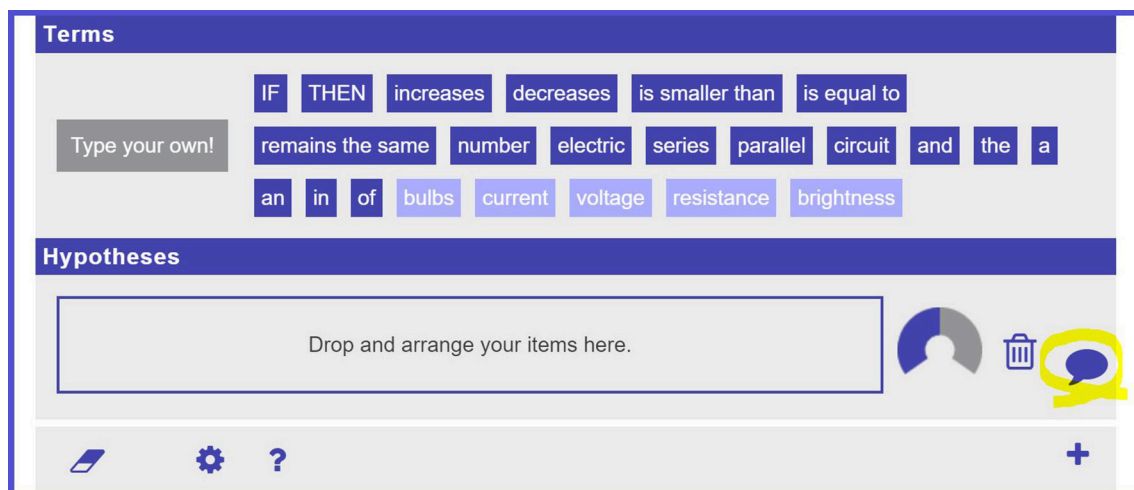 Terms
IF THEN increases decreases is smaller than is equal to
Type your own!
remains the same number electric series parallel circuit and the a
an in of bulbs current voltage resistance brightness
Hypotheses
Drop and arrange your items here.
?
+